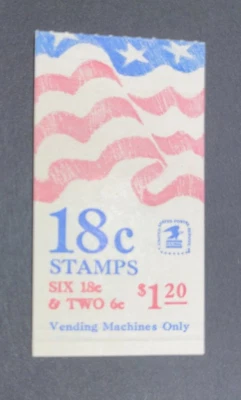 18c
STAMPS
SIX 18c
& TWO 6c $1.20
Vending Machines Only